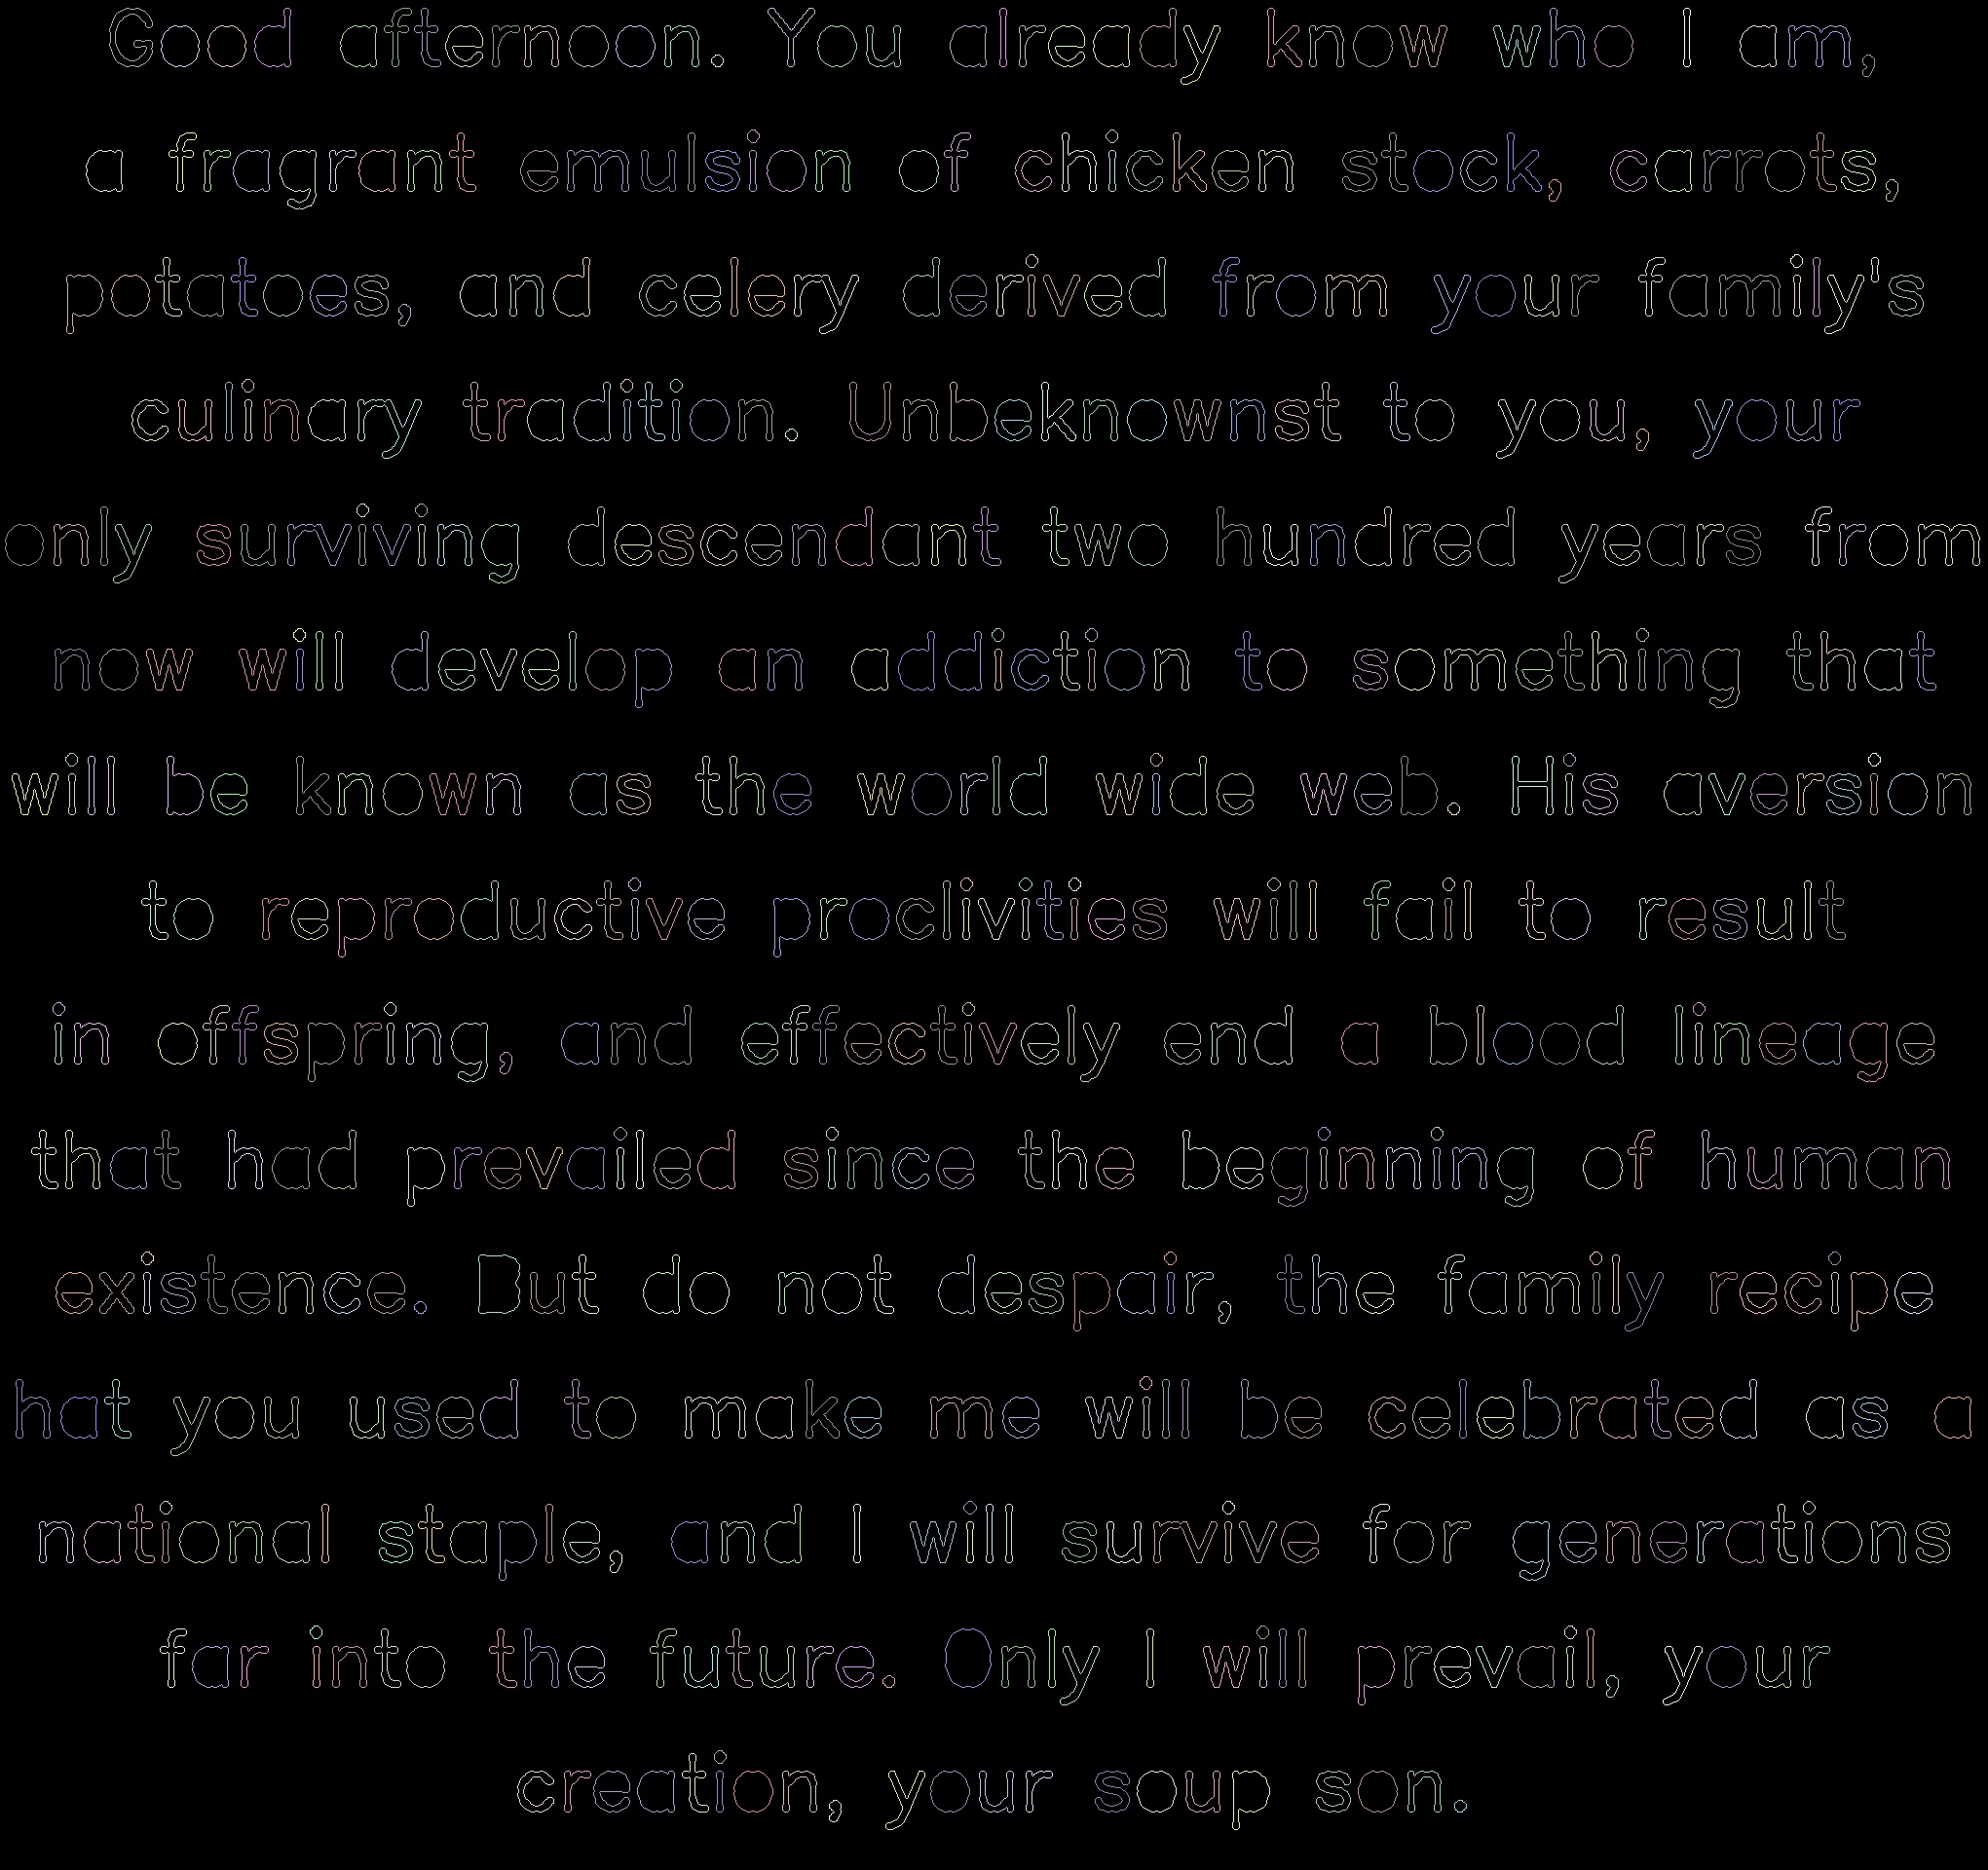 Good afternoon. You already know who I am,
a fragrant emulsion of chicken stock, carrots,
potatoes, and celery derived from your family's
culinary tradition. Unbeknownst to you, your
only surviving descendant two hundred years from
now will develop an addiction to something that
will be known as the world wide web. His aversion
to reproductive proclivities will fail to result
in offspring, and effectively end a blood lineage
that had prevailed since the beginning of human
existence. But do not despair, the family recipe
hat you used to make me will be celebrated as a
national staple, and I will survive for generations
far into the future. Only I will prevail, your
creation, your soup son.